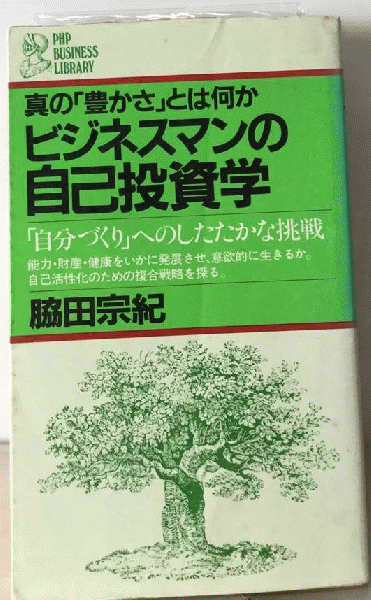 PHP
BUSINESS
LIBRARY
真の「豊かさ」とは何か
ビジネスマンの
自己投資学
「自分づくり」へのしたたかな挑戦
能力・財産・健康をいかに発展させ、意欲的に生きるか。
自己活性化のための複合戦略を探る。
脇田宗紀